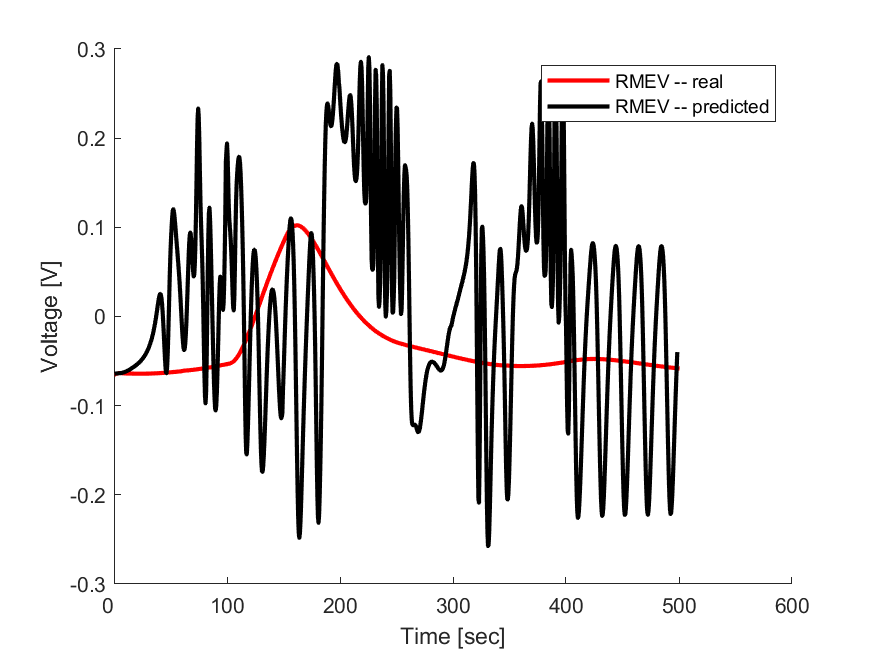 0.3
0.2
0.1
0
-0.1
-0.2
-0.3
0 100 200 300 400 500 600
Time [sec]
Voltage [V]
RMEV -- real
RMEV -- predicted